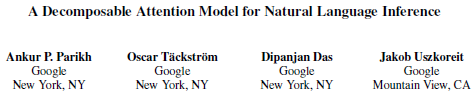 A Decomposable Attention Model for Natural Language Inference
Ankur P. Parikh Oscar Täckström Dipanjan Das Jakob Uszkoreit
Google Google Google Google
New York, NY New York, NY New York, NY Mountain View, CA